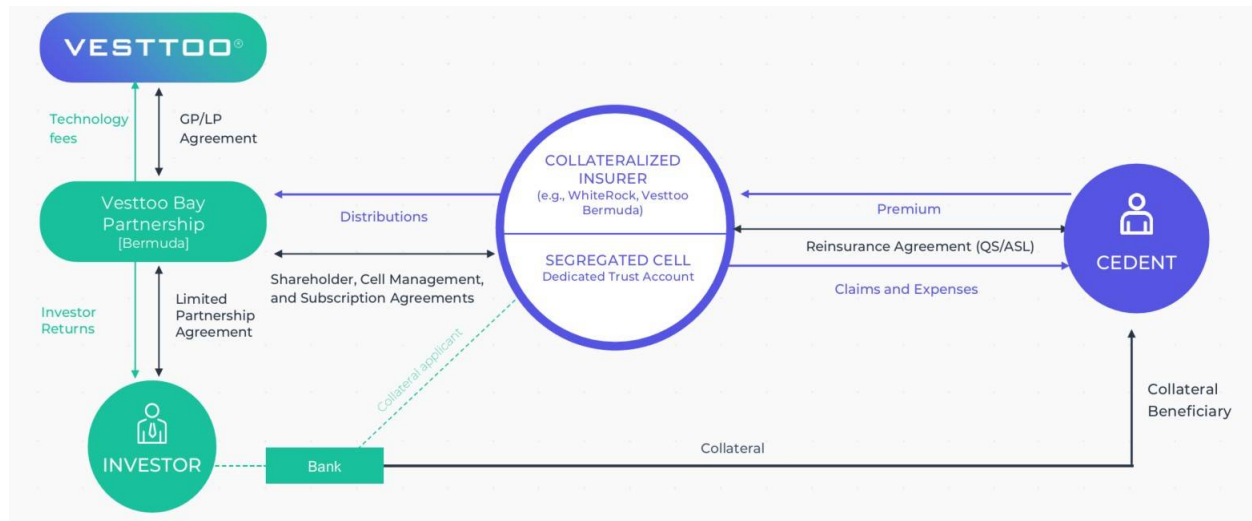 VESTTOO®
Technology
fees
GP/LP
Agreement
Vesttoo Bay
Partnership
[Bermuda]
Investor
Returns
Limited
Partnership
Agreement
INVESTOR
Distributions
Shareholder, Cell Management,
and Subscription Agreements
COLLATERALIZED
INSURER
(e.g., WhiteRock, Vesttoo
Bermuda)
SEGREGATED CELL
Dedicated Trust Account
Collateral applicant
Bank
Premium
Reinsurance Agreement (QS/ASL)
Claims and Expenses
CEDENT
Collateral
Beneficiary
Collateral